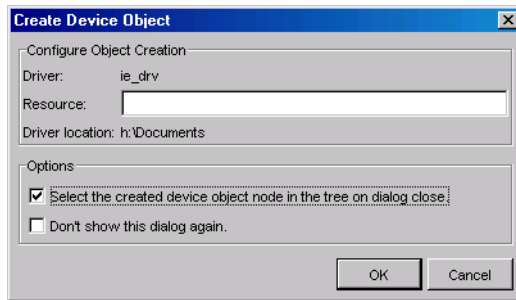 Create Device Object
Configure Object Creation
Driver: ie_drv
Resource:
Driver location: h:\Documents
Options
Select the created device object node in the tree on dialog close.
Don't show this dialog again.
OK Cancel